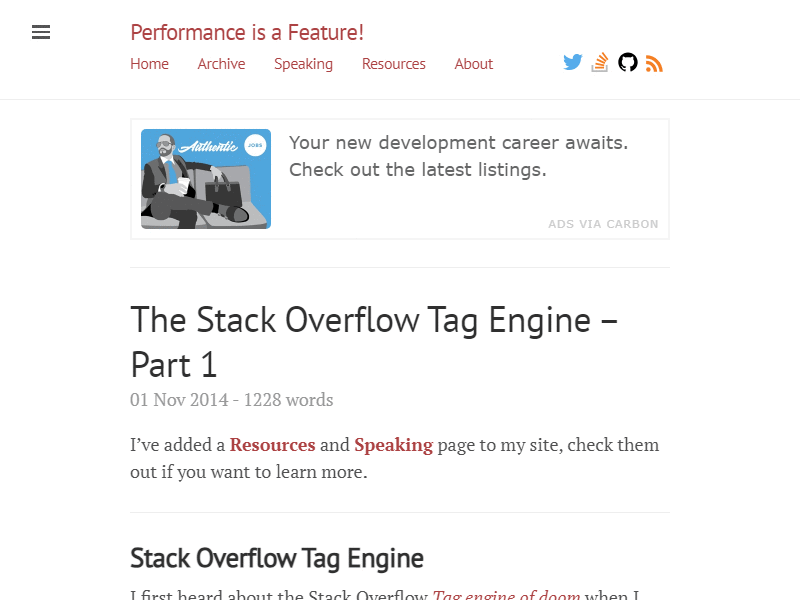 Performance is a Feature!
Home Archive Speaking Resources About
Authentic JOBS
Your new development career awaits.
Check out the latest listings.
ADS VIA CARBON
The Stack Overflow Tag Engine –
Part 1
01 Nov 2014 - 1228 words
I’ve added a Resources and Speaking page to my site, check them
out if you want to learn more.
Stack Overflow Tag Engine
I first heard about the Stack Overflow Tag engine of doom when I